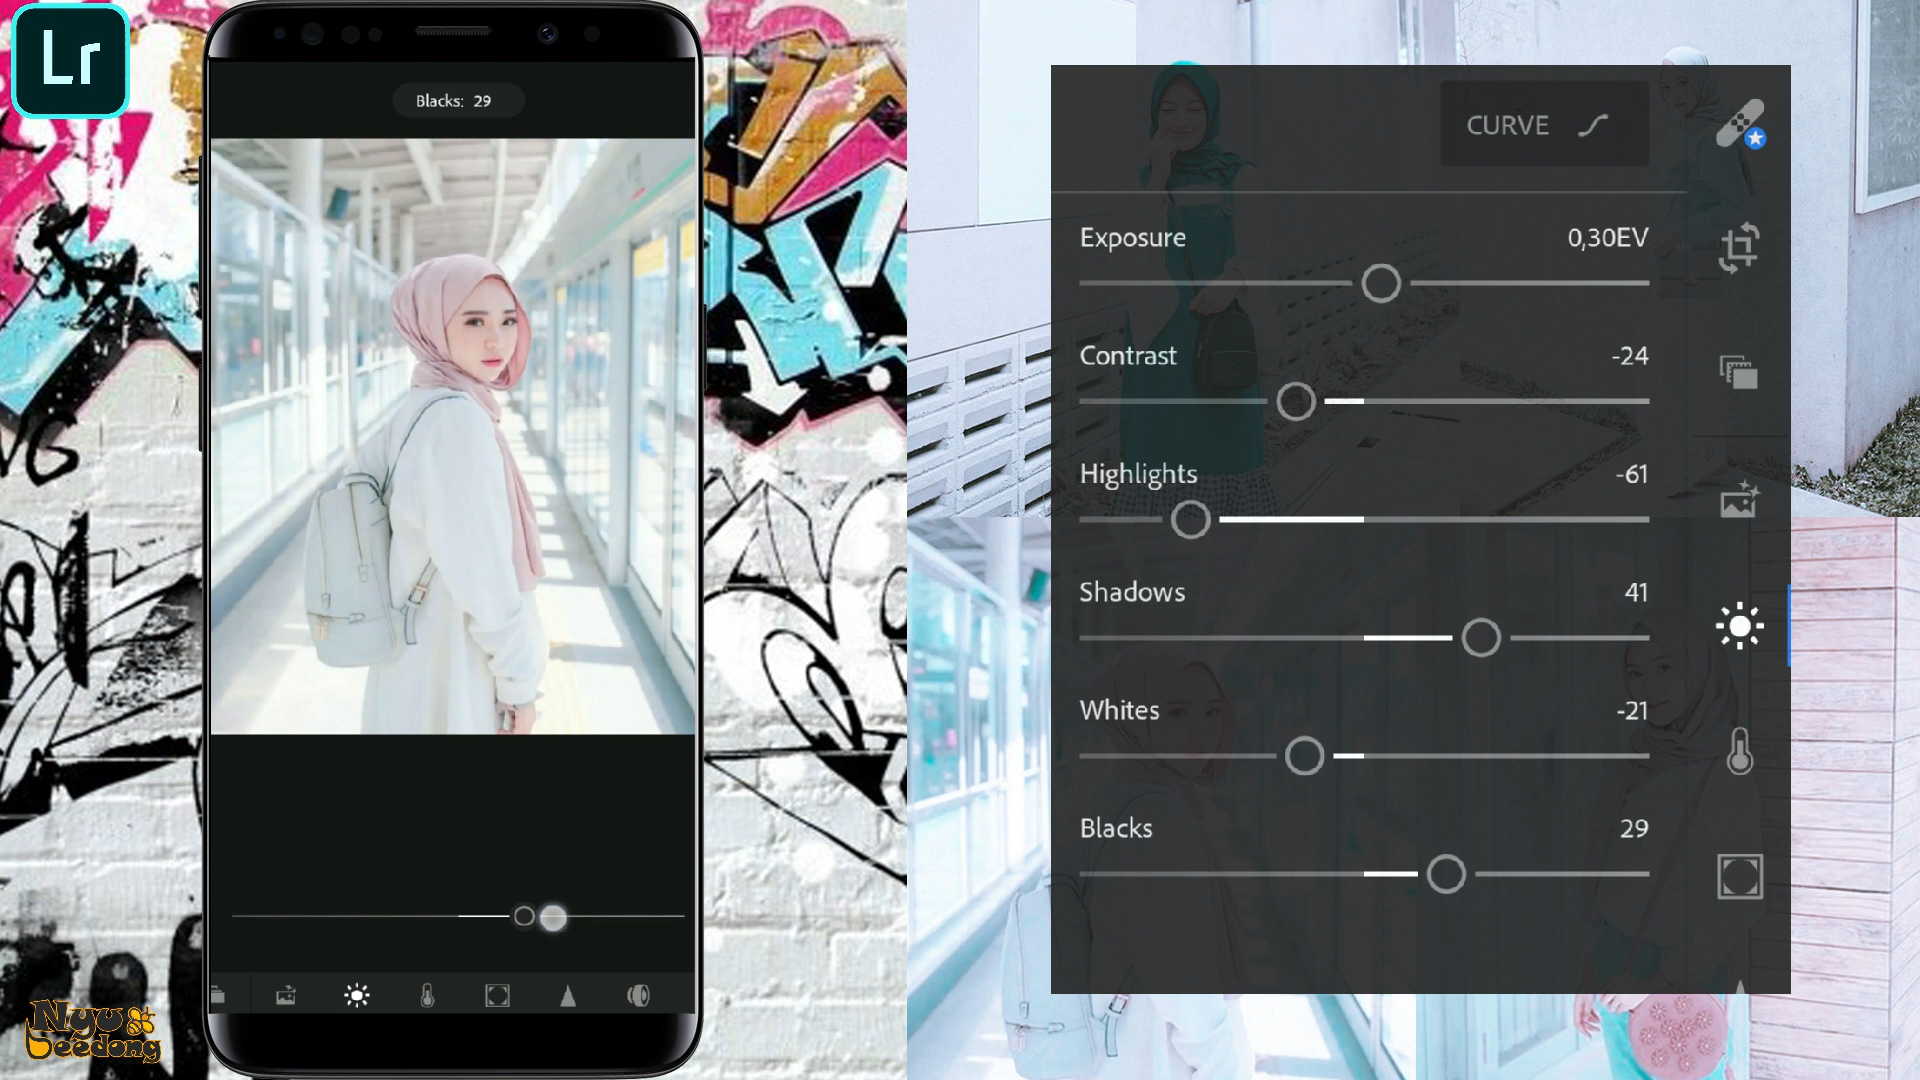 Lr
Blacks: 29
CURVE
Exposure 0,30EV
Contrast -24
Highlights -61
Shadows 41
Whites -21
Blacks 29
Nyu
beedong